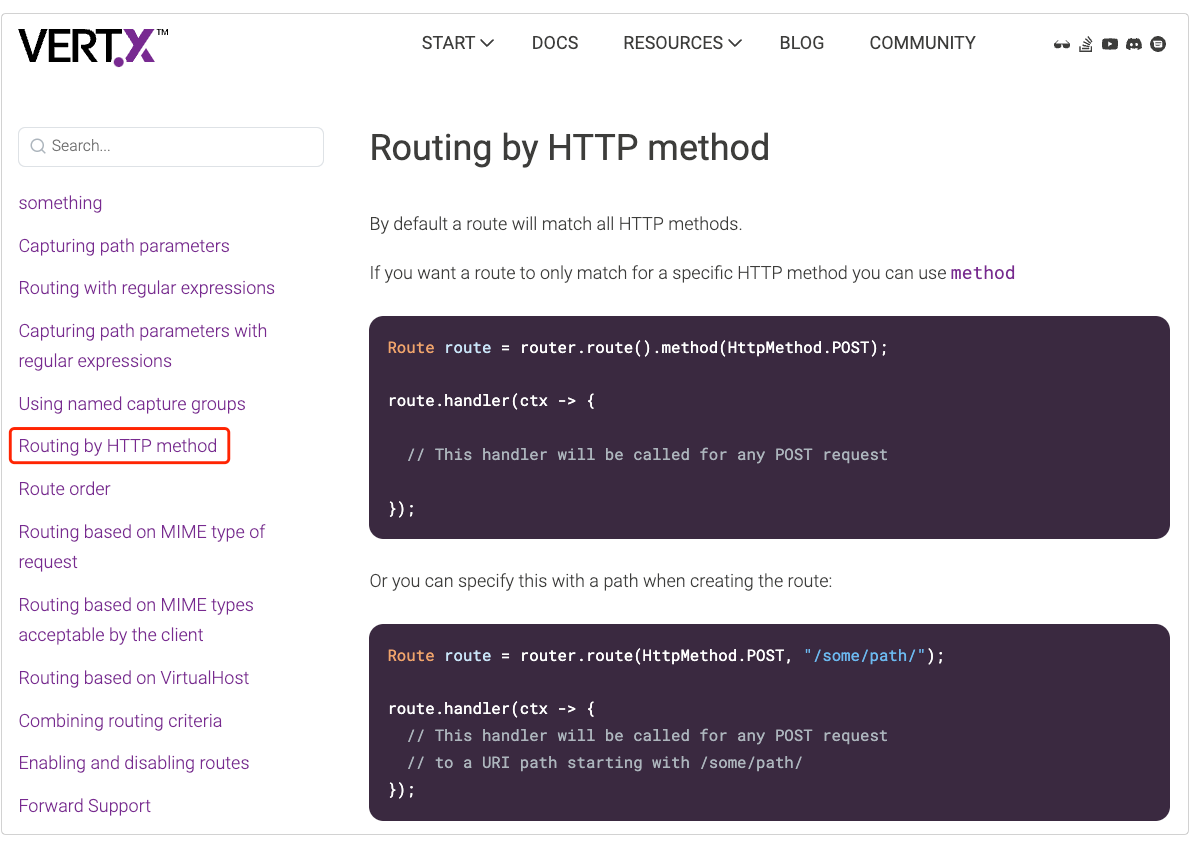 VERT.X™
START
DOCS
RESOURCES
BLOG
COMMUNITY
Search...
something
Capturing path parameters
Routing with regular expressions
Capturing path parameters with
regular expressions
Using named capture groups
Routing by HTTP method
Route order
Routing based on MIME type of
request
Routing based on MIME types
acceptable by the client
Routing based on VirtualHost
Combining routing criteria
Enabling and disabling routes
Forward Support
Routing by HTTP method
By default a route will match all HTTP methods.
If you want a route to only match for a specific HTTP method you can use method
Route route = router.route().method(HttpMethod.POST);
route.handler(ctx -> {
// This handler will be called for any POST request
});
Or you can specify this with a path when creating the route:
Route route = router.route(HttpMethod.POST, "/some/path/");
route.handler(ctx -> {
// This handler will be called for any POST request
// to a URI path starting with /some/path/
});